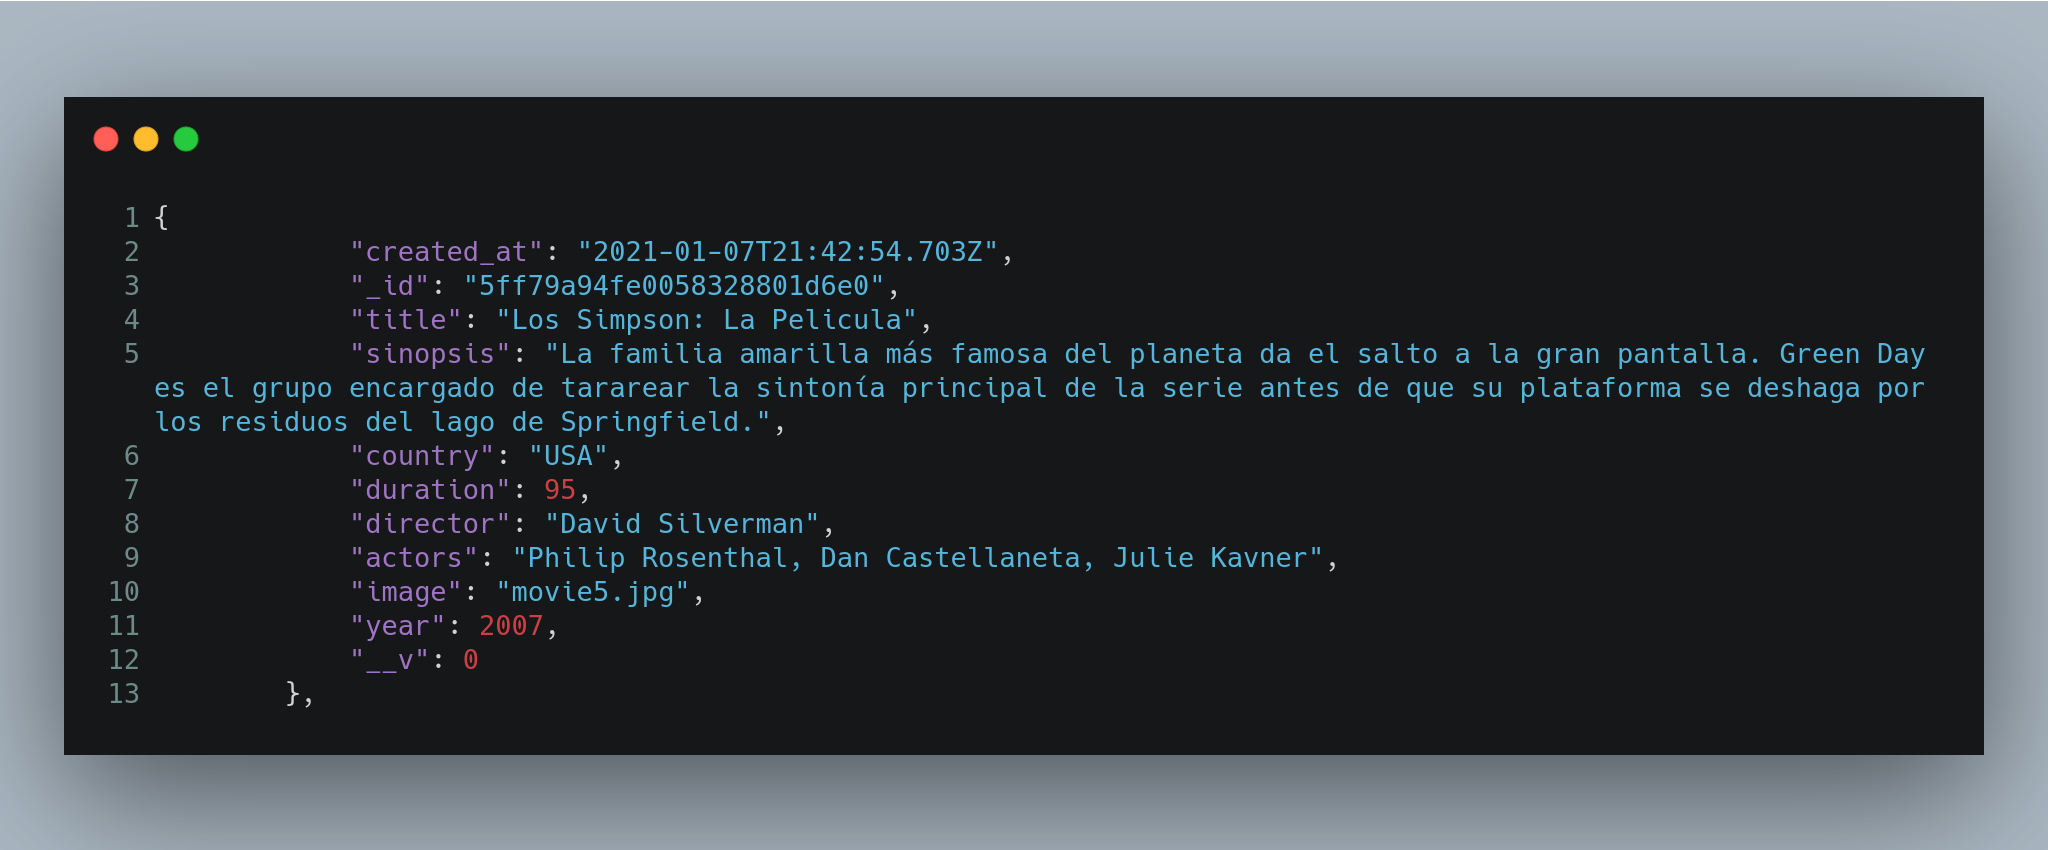 1 {
2             "created_at": "2021-01-07T21:42:54.703Z",
3             "_id": "5ff79a94fe0058328801d6e0",
4             "title": "Los Simpson: La Pelicula",
5             "sinopsis": "La familia amarilla más famosa del planeta da el salto a la gran pantalla. Green Day
es el grupo encargado de tararear la sintonía principal de la serie antes de que su plataforma se deshaga por
los residuos del lago de Springfield.",
6             "country": "USA",
7             "duration": 95,
8             "director": "David Silverman",
9             "actors": "Philip Rosenthal, Dan Castellaneta, Julie Kavner",
10             "image": "movie5.jpg",
11             "year": 2007,
12             "__v": 0
13         },